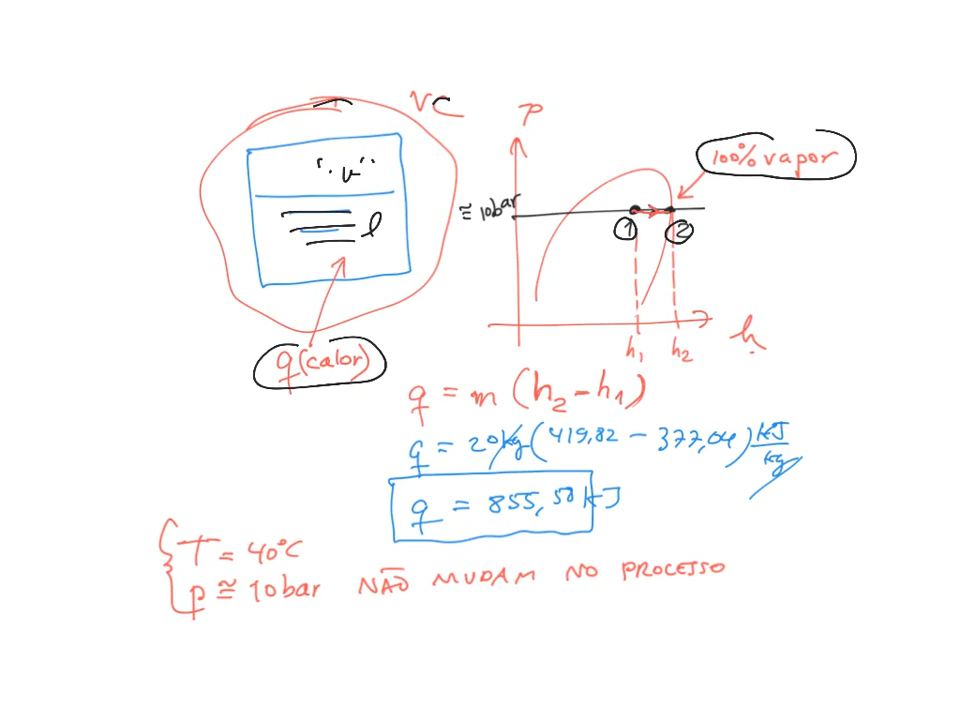 VC
"v"
l
q (calor)
p
100% vapor
≅ 10bar
1 2
h
h₁ h₂
q = m (h₂ - h₁)
q = 20 kg (419,82 - 377,04) kJ/kg
q = 855,50 kJ
T = 40°C
p ≅ 10 bar NÃO MUDAM NO PROCESSO